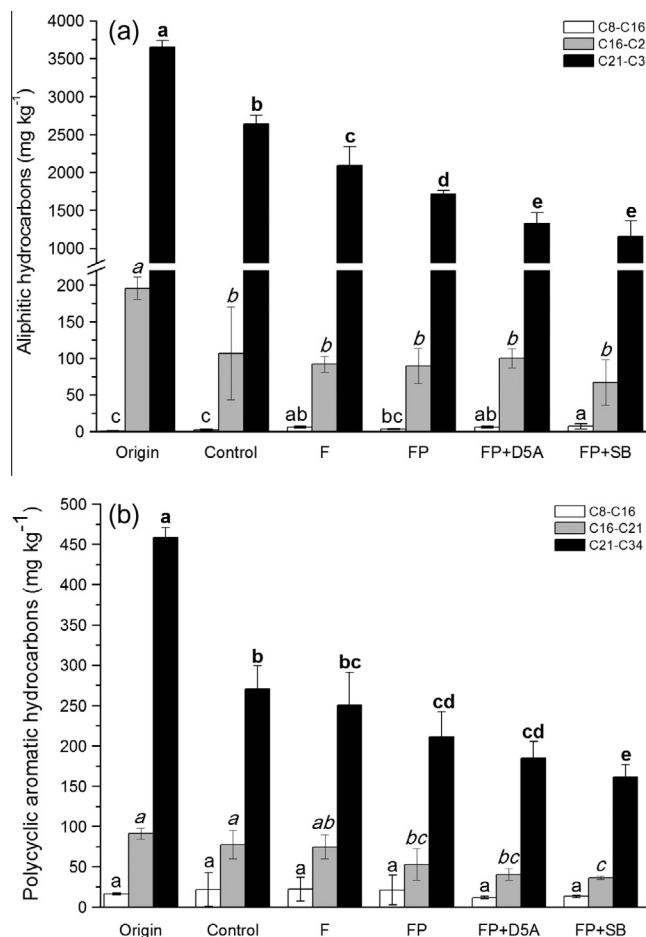 (a)
C8-C16
C16-C2
C21-C3
Aliphitic hydrocarbons (mg kg⁻¹)
4000
3500
3000
2500
2000
1500
1000
200
150
100
50
0
c a a
c b b
ab b c
bc b d
ab b e
a b e
Origin Control F FP FP+D5A FP+SB
(b)
C8-C16
C16-C21
C21-C34
Polycyclic aromatic hydrocarbons (mg kg⁻¹)
500
450
400
350
300
250
200
150
100
50
0
a a a
a a b
a ab bc
a bc cd
a bc cd
a c e
Origin Control F FP FP+D5A FP+SB